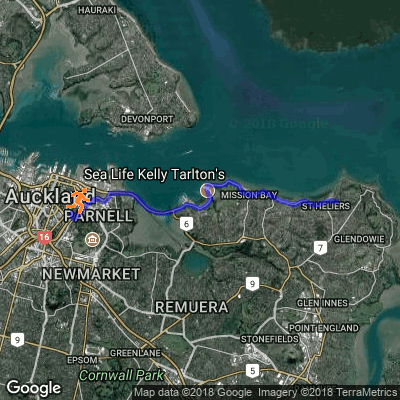 HAURAKI
DEVONPORT
© 2018 Google
Sea Life Kelly Tarlton's
Auckland
MISSION BAY
ST HELIERS
PARNELL
6
16
GLENDOWIE
7
NEWMARKET
9
REMUERA
GLEN INNES
POINT ENGLAND
STONEFIELDS
9
GREENLANE
EPSOM
Cornwall Park
5
Google
Map data ©2018 Google Imagery ©2018 TerraMetrics